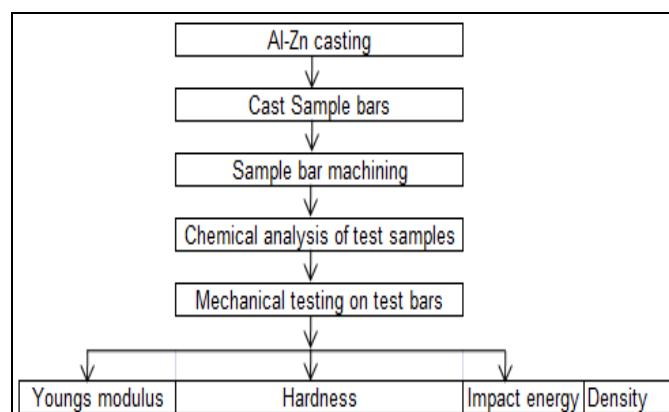 Al-Zn casting
Cast Sample bars
Sample bar machining
Chemical analysis of test samples
Mechanical testing on test bars
Youngs modulus Hardness Impact energy Density